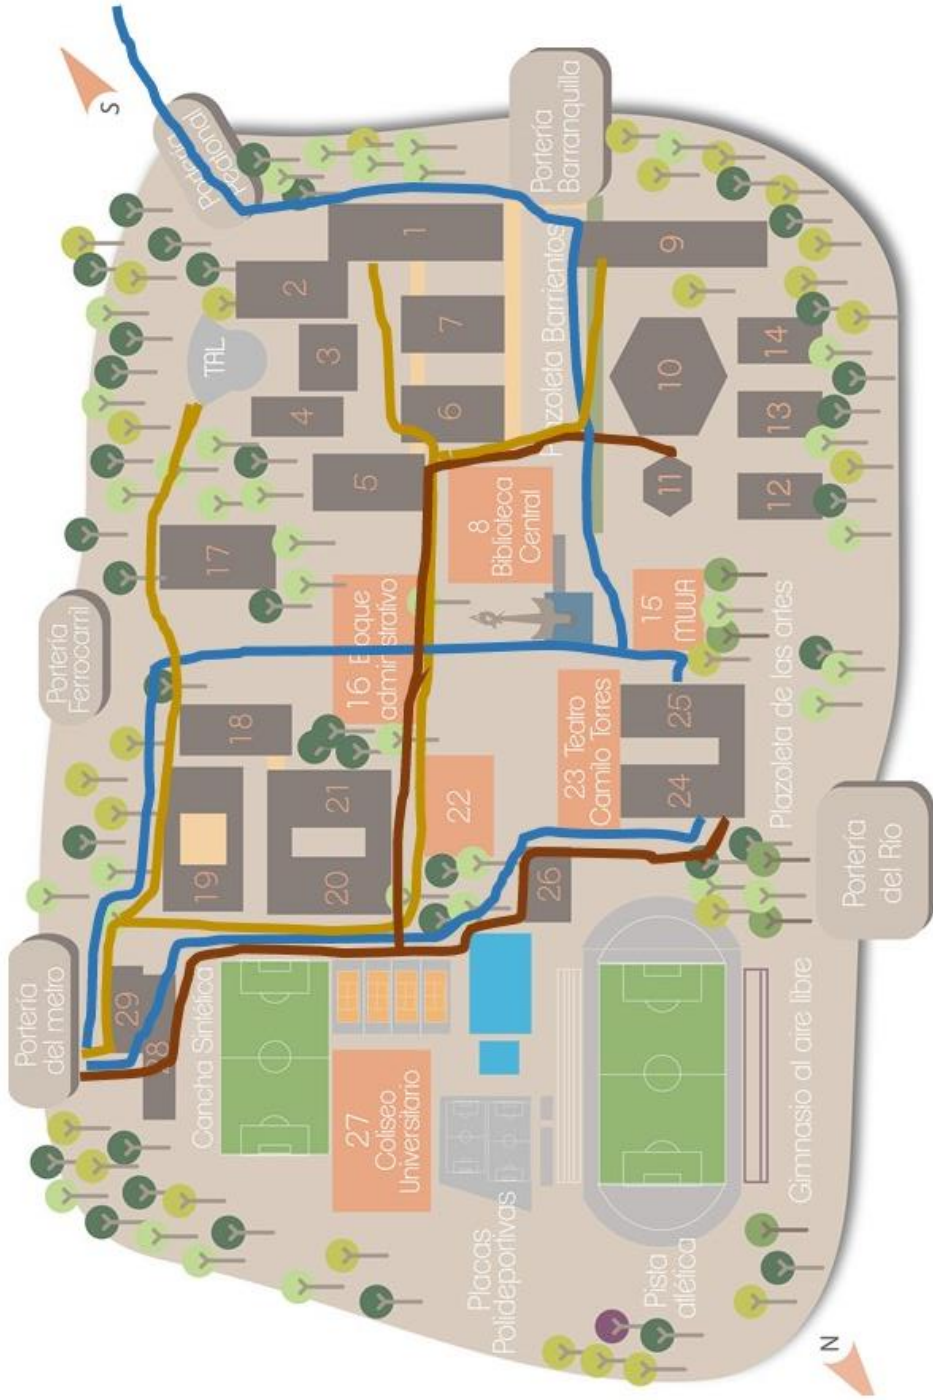 Portería
del metro
Portería
Ferrocarril
Portería
Regional
S
29
28
19
18
17
TRL
2
Cancha Sintética
20
21
16 Bloque
administrativo
5
4
3
1
27
Coliseo
Universitario
22
8
Biblioteca
Central
6
7
Placas
Polideportivas
26
23 Teatro
Camilo Torres
15
MUUA
Plazoleta Barrientos
Portería
Barranquilla
Pista
atlética
24
25
11
10
9
Gimnasio al aire libre
Plazoleta de las artes
12
13
14
N
Portería
del Río